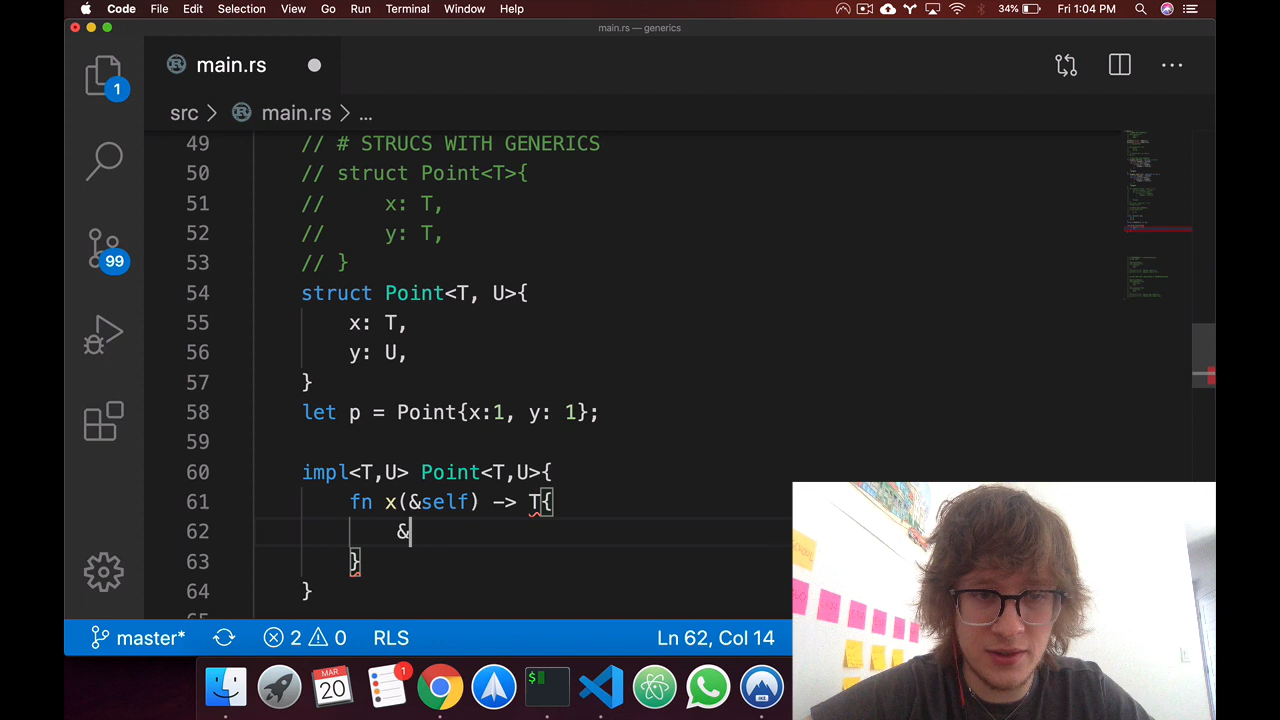 Code File Edit Selection View Go Run Terminal Window Help 34% Fri 1:04 PM
main.rs — generics
1
main.rs
src > main.rs > ...
49 // # STRUCS WITH GENERICS
50 // struct Point<T>{
51 // x: T,
52 // y: T,
53 // }
54 struct Point<T, U>{
55 x: T,
56 y: U,
57 }
58 let p = Point{x:1, y: 1};
59
60 impl<T,U> Point<T,U>{
61 fn x(&self) -> T{
62 &
63 }
64 }
99
master* 2 0 RLS Ln 62, Col 14
MAR
20
1
$